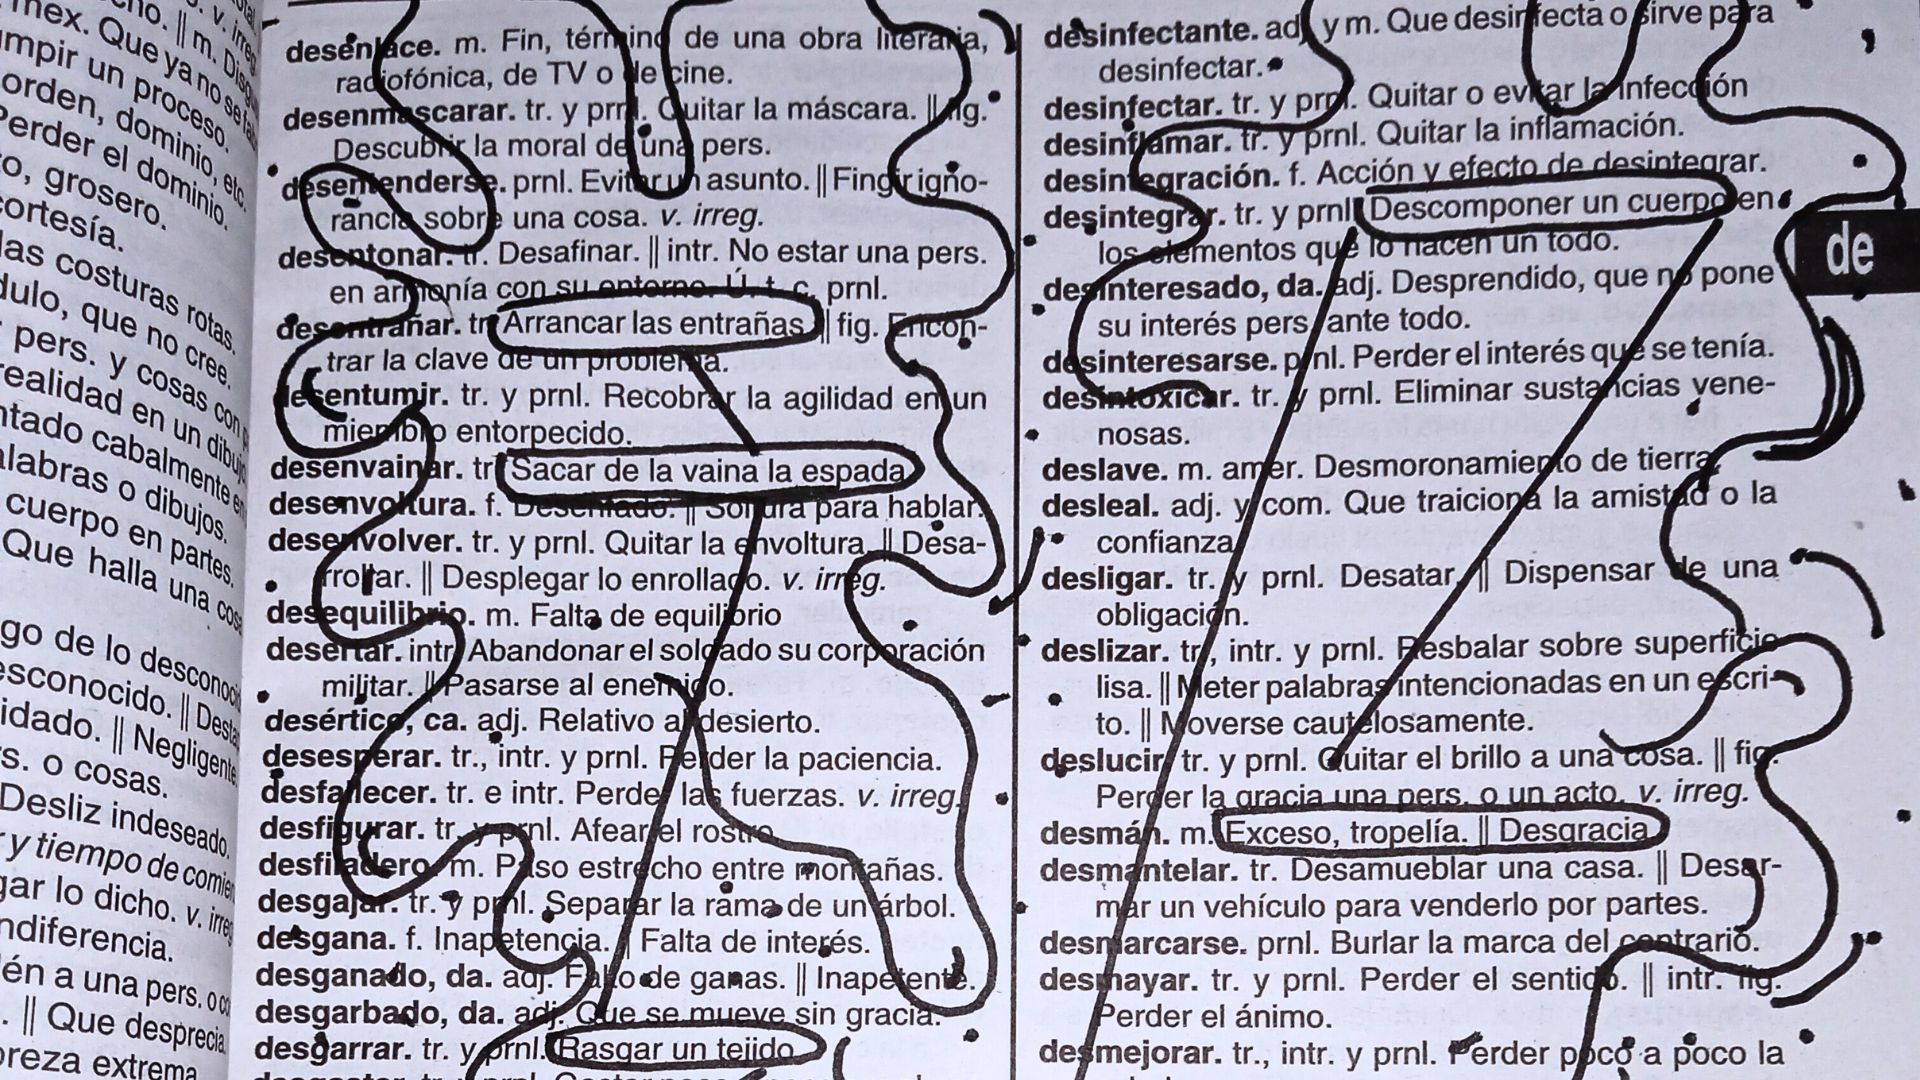 no. || m. Disgu
v. irreg
mex. Que ya no se
umpir un proceso.
orden, dominio, etc.
Perder el dominio.
o, grosero.
cortesía.
las costuras rotas.
dulo, que no cree.
pers. y cosas con
realidad en un dibujo
ntado cabalmente en
alabras o dibujos.
cuerpo en partes.
Que halla una cosa
go de lo desconocid
esconocido. || Desta
idado. || Negligente
s. o cosas.
Desliz indeseado.
y tiempo de comien
gar lo dicho. v. irreg
ndiferencia.
én a una pers. o co
. || Que desprecia
breza extrema.
desenlace. m. Fin, término de una obra literaria,
radiofónica, de TV o de cine.
desenmascarar. tr. y prnl. Quitar la máscara. || fig.
Descubrir la moral de una pers.
desentenderse. prnl. Evitar un asunto. || Fingir igno-
rancia sobre una cosa. v. irreg.
desentonar. tr. Desafinar. || intr. No estar una pers.
en armonía con su entorno. Ú. t. c. prnl.
desentrañar. tr. Arrancar las entrañas. || fig. Encon-
trar la clave de un problema.
desentumir. tr. y prnl. Recobrar la agilidad en un
miembro entorpecido.
desenvainar. tr. Sacar de la vaina la espada.
desenvoltura. f. Desenfado. || Soltura para hablar.
desenvolver. tr. y prnl. Quitar la envoltura. || Desa-
rrollar. || Desplegar lo enrollado. v. irreg.
desequilibrio. m. Falta de equilibrio
desertar. intr. Abandonar el soldado su corporación
militar. || Pasarse al enemigo.
desértico, ca. adj. Relativo al desierto.
desesperar. tr., intr. y prnl. Perder la paciencia.
desfallecer. tr. e intr. Perder las fuerzas. v. irreg.
desfigurar. tr. y prnl. Afear el rostro.
desfiladero. m. Paso estrecho entre montañas.
desgajar. tr. y prnl. Separar la rama de un árbol.
desgana. f. Inapetencia. || Falta de interés.
desganado, da. adj. Falto de ganas. || Inapetente.
desgarbado, da. adj. Que se mueve sin gracia.
desgarrar. tr. y prnl. Rasgar un tejido.
desinfectante. adj. y m. Que desinfecta o sirve para
desinfectar.
desinfectar. tr. y prnl. Quitar o evitar la infección
desinflamar. tr. y prnl. Quitar la inflamación.
desintegración. f. Acción y efecto de desintegrar.
desintegrar. tr. y prnl. Descomponer un cuerpo en
los elementos que lo hacen un todo.
desinteresado, da. adj. Desprendido, que no pone
su interés pers. ante todo.
desinteresarse. prnl. Perder el interés que se tenía.
desintoxicar. tr. y prnl. Eliminar sustancias vene-
nosas.
deslave. m. amer. Desmoronamiento de tierra.
desleal. adj. y com. Que traiciona la amistad o la
confianza.
desligar. tr. y prnl. Desatar. || Dispensar de una
obligación.
deslizar. tr., intr. y prnl. Resbalar sobre superficie
lisa. || Meter palabras intencionadas en un escri-
to. || Moverse cautelosamente.
deslucir. tr. y prnl. Quitar el brillo a una cosa. || fig.
Perder la gracia una pers. o un acto. v. irreg.
desmán. m. Exceso, tropelía. || Desgracia.
desmantelar. tr. Desamueblar una casa. || Desar-
mar un vehículo para venderlo por partes.
desmarcarse. prnl. Burlar la marca del contrario.
desmayar. tr. y prnl. Perder el sentido. || intr. fig.
Perder el ánimo.
desmejorar. tr., intr. y prnl. Perder poco a poco la
de